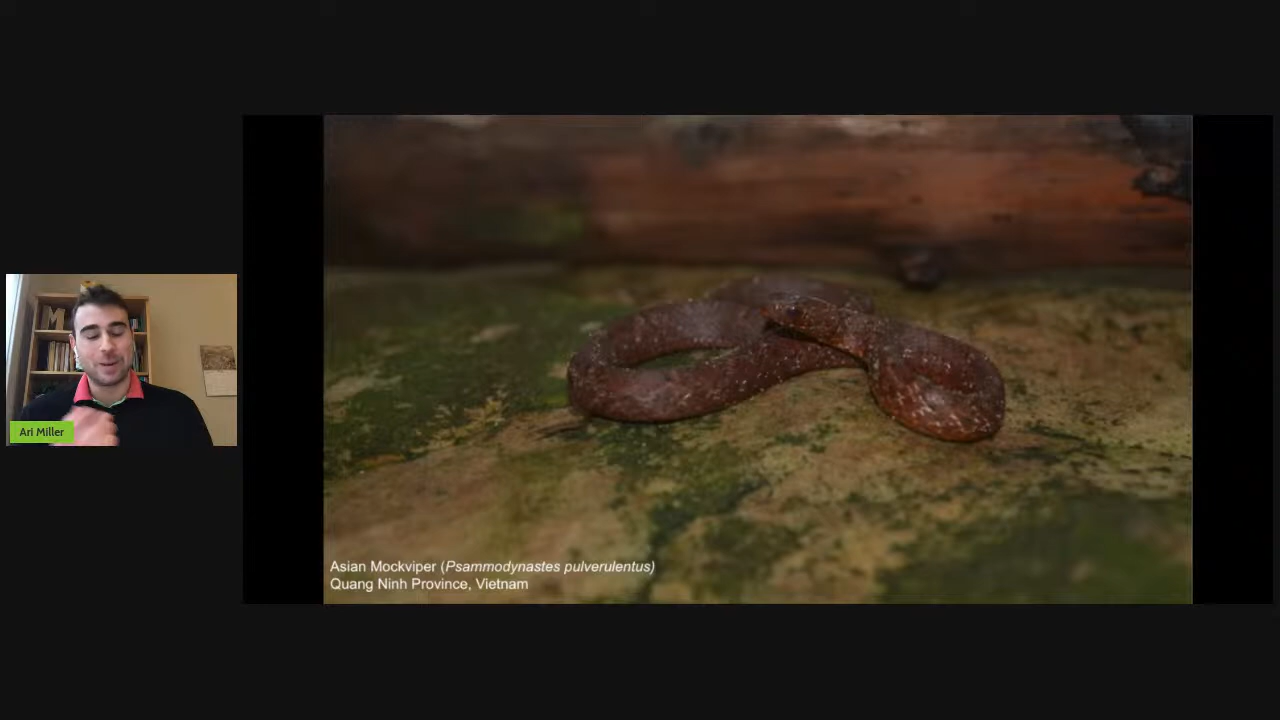 M
Ari Miller
Asian Mockviper (Psammodynastes pulverulentus)
Quang Ninh Province, Vietnam